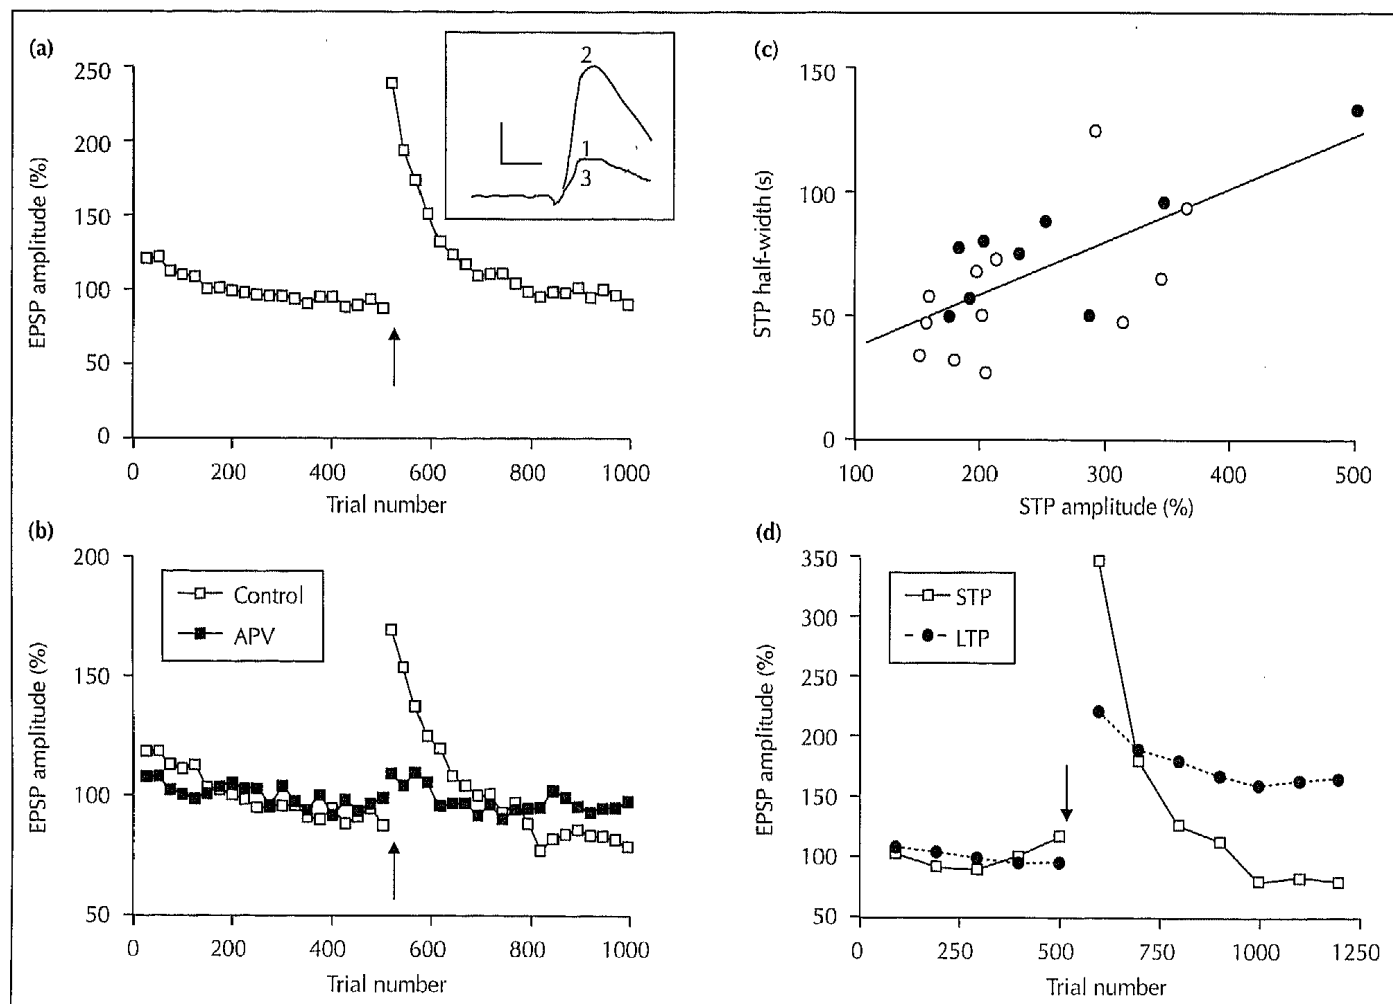 (a)
250
200
150
100
50
0
EPSP amplitude (%)
0 200 400 600 800 1000
Trial number
2
1
3
(b)
200
150
100
50
EPSP amplitude (%)
Control
APV
0 200 400 600 800 1000
Trial number
(c)
150
100
50
0
STP half-width (s)
100 200 300 400 500
STP amplitude (%)
(d)
350
300
250
200
150
100
50
EPSP amplitude (%)
STP
LTP
0 250 500 750 1000 1250
Trial number